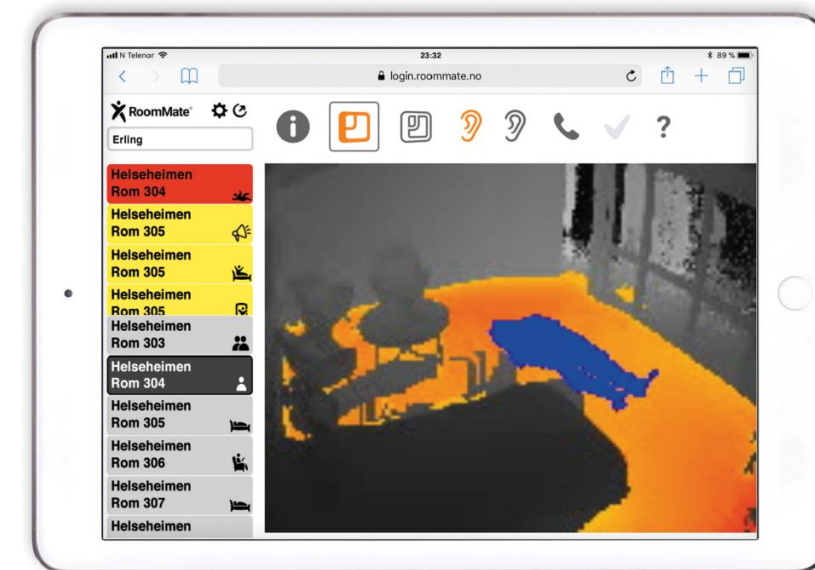 N Telenor
23:32
89 %
login.roommate.no
RoomMate
Erling
?
Helseheimen
Rom 304
Helseheimen
Rom 305
Helseheimen
Rom 305
Helseheimen
Rom 305
Helseheimen
Rom 303
Helseheimen
Rom 304
Helseheimen
Rom 305
Helseheimen
Rom 306
Helseheimen
Rom 307
Helseheimen